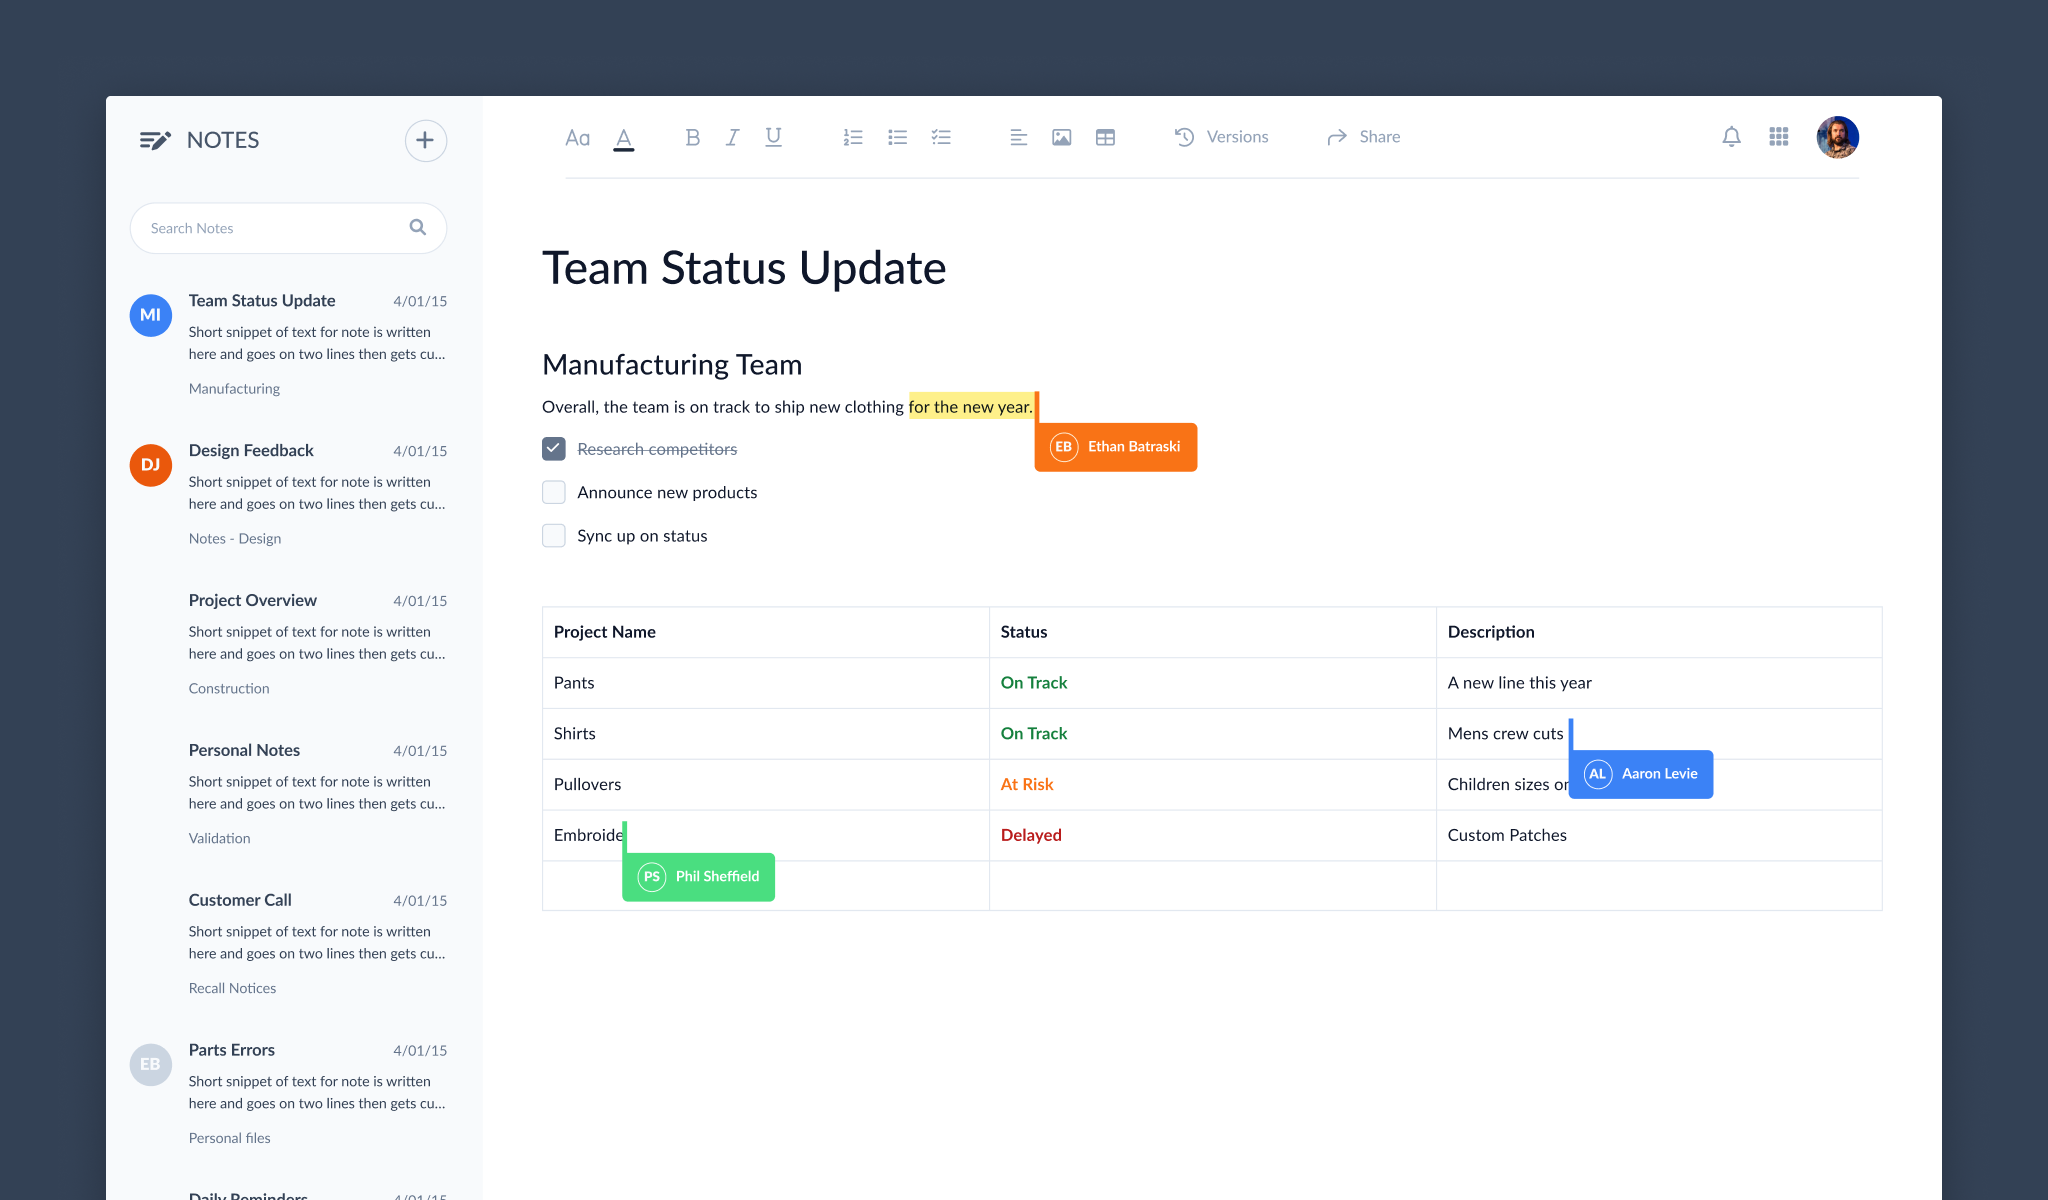 NOTES
Search Notes
MI
Team Status Update 4/01/15
Short snippet of text for note is written
here and goes on two lines then gets cu...
Manufacturing
DJ
Design Feedback 4/01/15
Short snippet of text for note is written
here and goes on two lines then gets cu...
Notes - Design
Project Overview 4/01/15
Short snippet of text for note is written
here and goes on two lines then gets cu...
Construction
Personal Notes 4/01/15
Short snippet of text for note is written
here and goes on two lines then gets cu...
Validation
Customer Call 4/01/15
Short snippet of text for note is written
here and goes on two lines then gets cu...
Recall Notices
EB
Parts Errors 4/01/15
Short snippet of text for note is written
here and goes on two lines then gets cu...
Personal files
Daily Reminders 4/01/15
Aa A B I U Versions Share
Team Status Update
Manufacturing Team
Overall, the team is on track to ship new clothing for the new year.
EB Ethan Batraski
Research competitors
Announce new products
Sync up on status
Project Name Status Description
Pants On Track A new line this year
Shirts On Track Mens crew cuts
AL Aaron Levie
Pullovers At Risk Children sizes
Embroide Delayed Custom Patches
PS Phil Sheffield